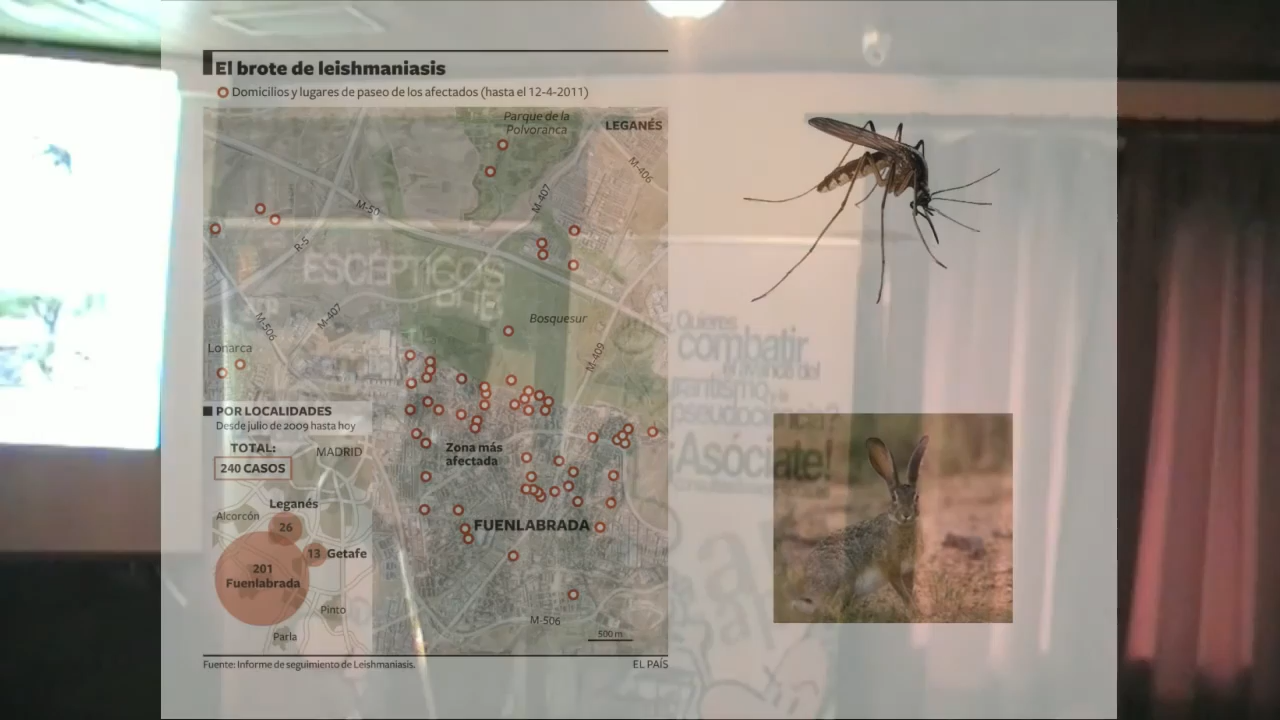 El brote de leishmaniasis
Domicilios y lugares de paseo de los afectados (hasta el 12-4-2011)
Parque de la
Polvoranca
LEGANÉS
M-406
M-407
M-50
R-5
ESCÉPTICOS
M-506
M-407
Bosquesur
M-409
Lonarca
¿Quieres
combatir
pseudociencia?
¡Asóciate!
POR LOCALIDADES
Desde julio de 2009 hasta hoy
TOTAL:
240 CASOS
MADRID
Zona más
afectada
Leganés
Alcorcón
26
FUENLABRADA
13 Getafe
201
Fuenlabrada
Pinto
M-506
Parla
500 m
Fuente: Informe de seguimiento de Leishmaniasis.
EL PAÍS